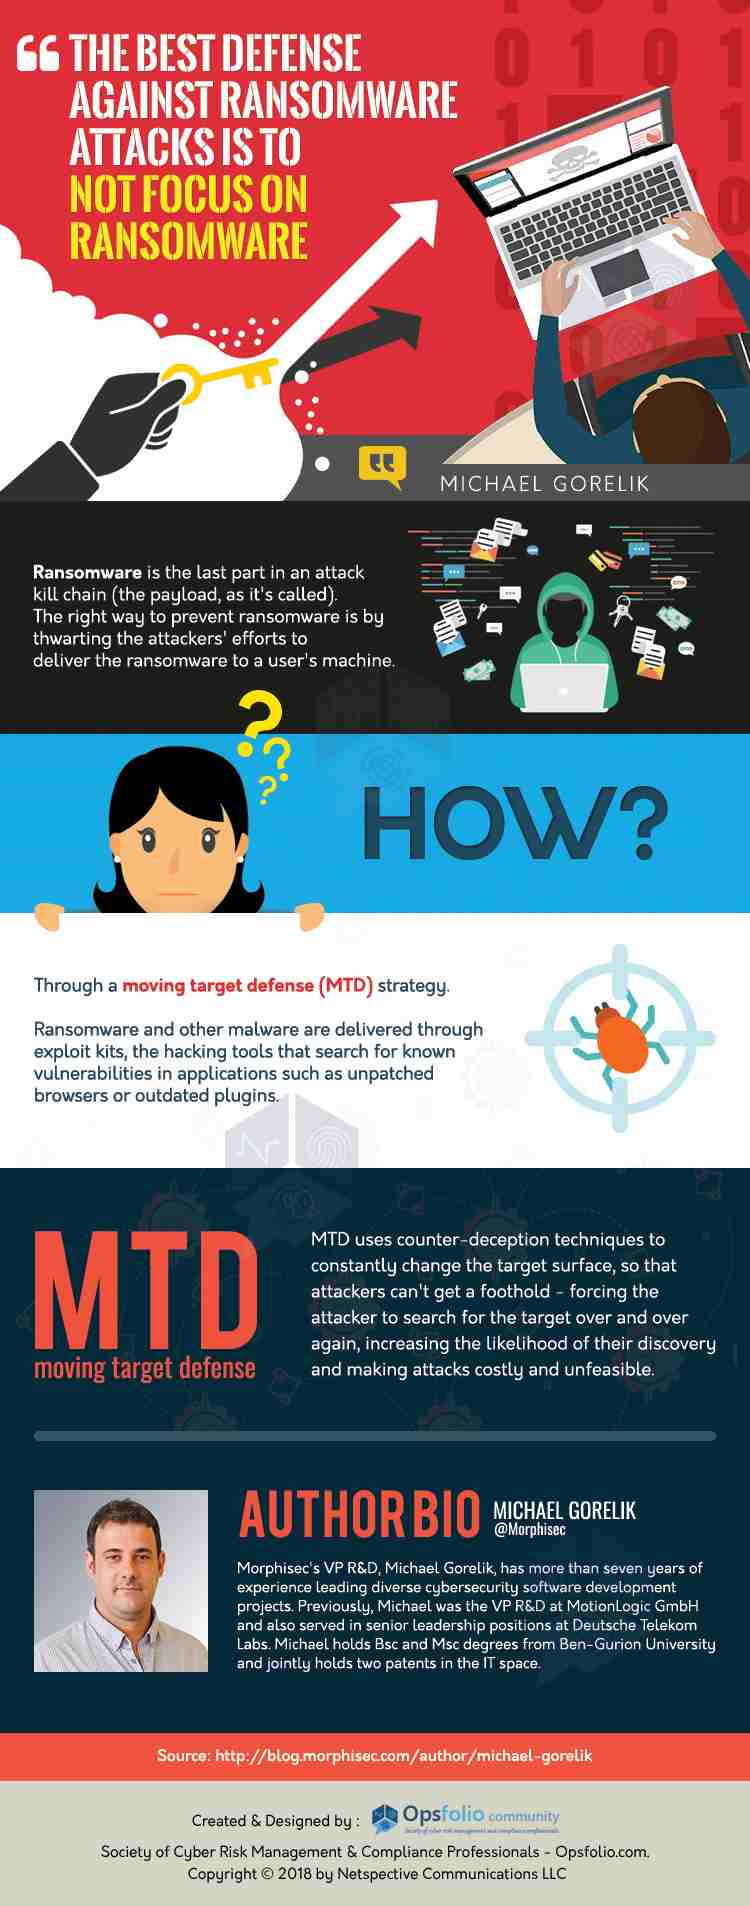 “ THE BEST DEFENSE
AGAINST RANSOMWARE
ATTACKS IS TO
NOT FOCUS ON
RANSOMWARE
MICHAEL GORELIK
Ransomware is the last part in an attack
kill chain (the payload, as it's called).
The right way to prevent ransomware is by
thwarting the attackers' efforts to
deliver the ransomware to a user's machine.
???
HOW?
Through a moving target defense (MTD) strategy.
Ransomware and other malware are delivered through
exploit kits, the hacking tools that search for known
vulnerabilities in applications such as unpatched
browsers or outdated plugins.
MTD
moving target defense
MTD uses counter-deception techniques to
constantly change the target surface, so that
attackers can't get a foothold - forcing the
attacker to search for the target over and over
again, increasing the likelihood of their discovery
and making attacks costly and unfeasible.
AUTHOR BIO MICHAEL GORELIK
@Morphisec
Morphisec's VP R&D, Michael Gorelik, has more than seven years of
experience leading diverse cybersecurity software development
projects. Previously, Michael was the VP R&D at MotionLogic GmbH
and also served in senior leadership positions at Deutsche Telekom
Labs. Michael holds Bsc and Msc degrees from Ben-Gurion University
and jointly holds two patents in the IT space.
Source: http://blog.morphisec.com/author/michael-gorelik
Created & Designed by : Opsfolio community
Society of cyber risk management and compliance professionals
Society of Cyber Risk Management & Compliance Professionals - Opsfolio.com.
Copyright © 2018 by Netspective Communications LLC